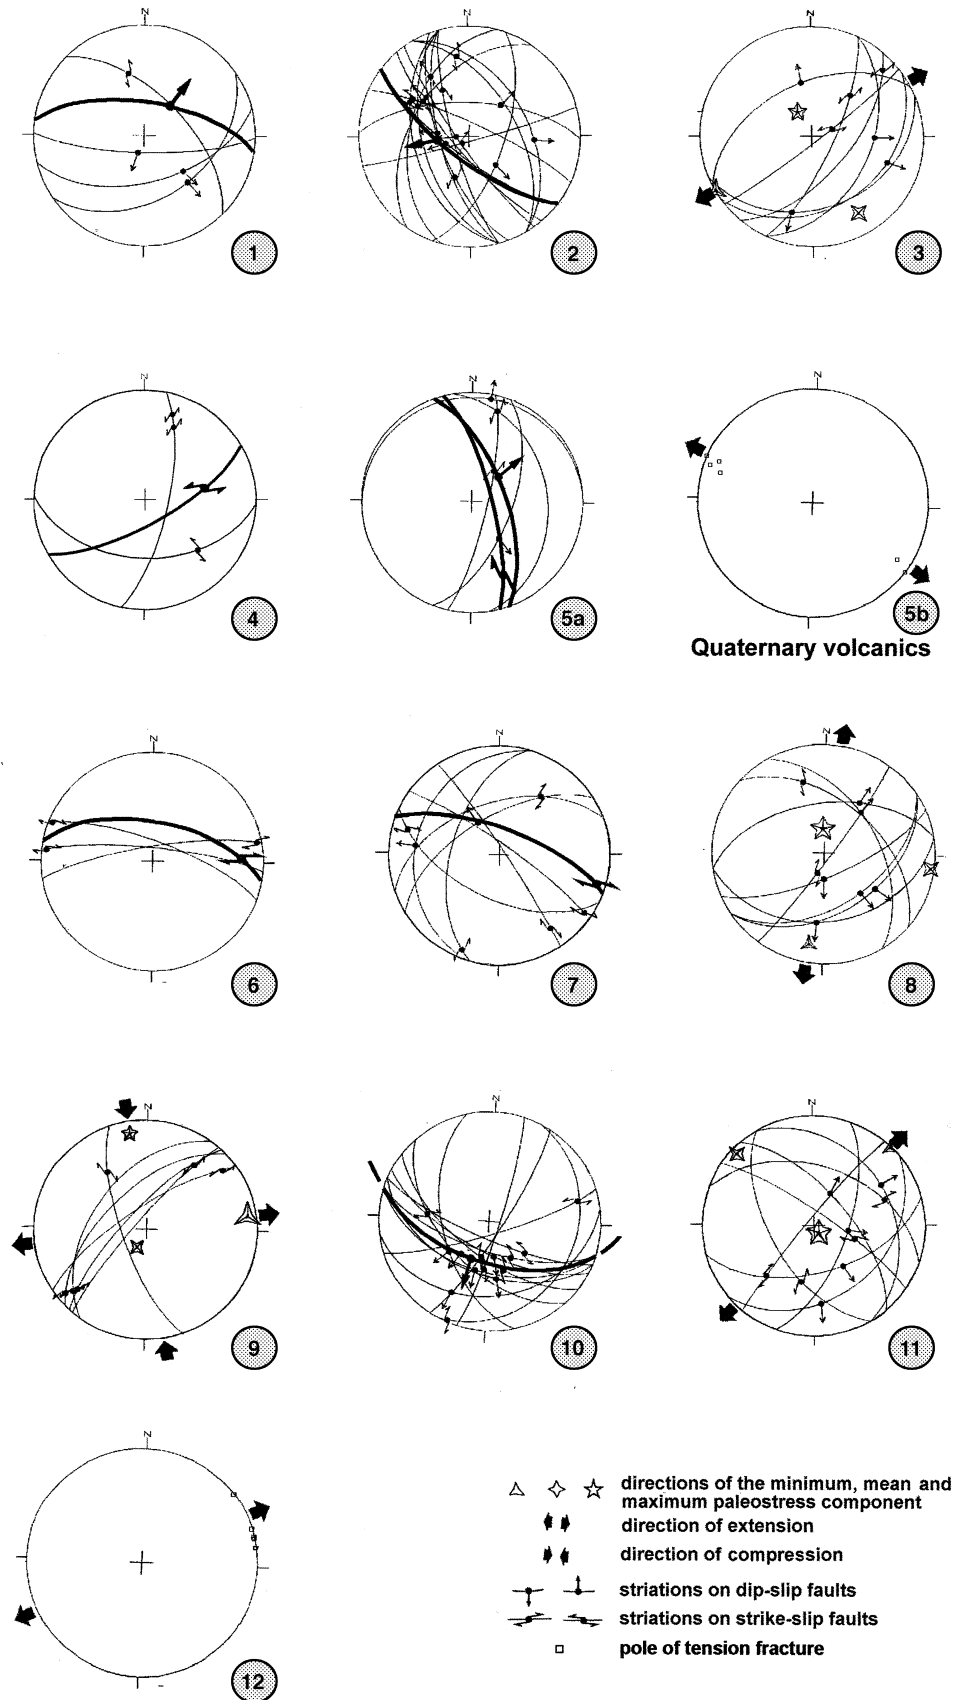 N
N
N
1
2
3
N
N
N
4
5a
5b
Quaternary volcanics
N
N
N
6
7
8
N
N
N
9
10
11
N
directions of the minimum, mean and
maximum paleostress component
direction of extension
direction of compression
striations on dip-slip faults
striations on strike-slip faults
pole of tension fracture
12